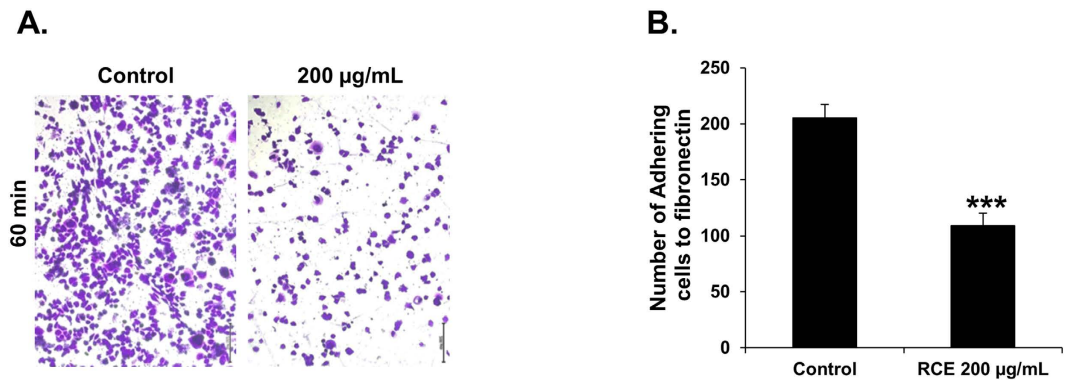 A.
Control
200 µg/mL
60 min
B.
Number of Adhering
cells to fibronectin
250
200
150
100
50
0
***
Control
RCE 200 µg/mL